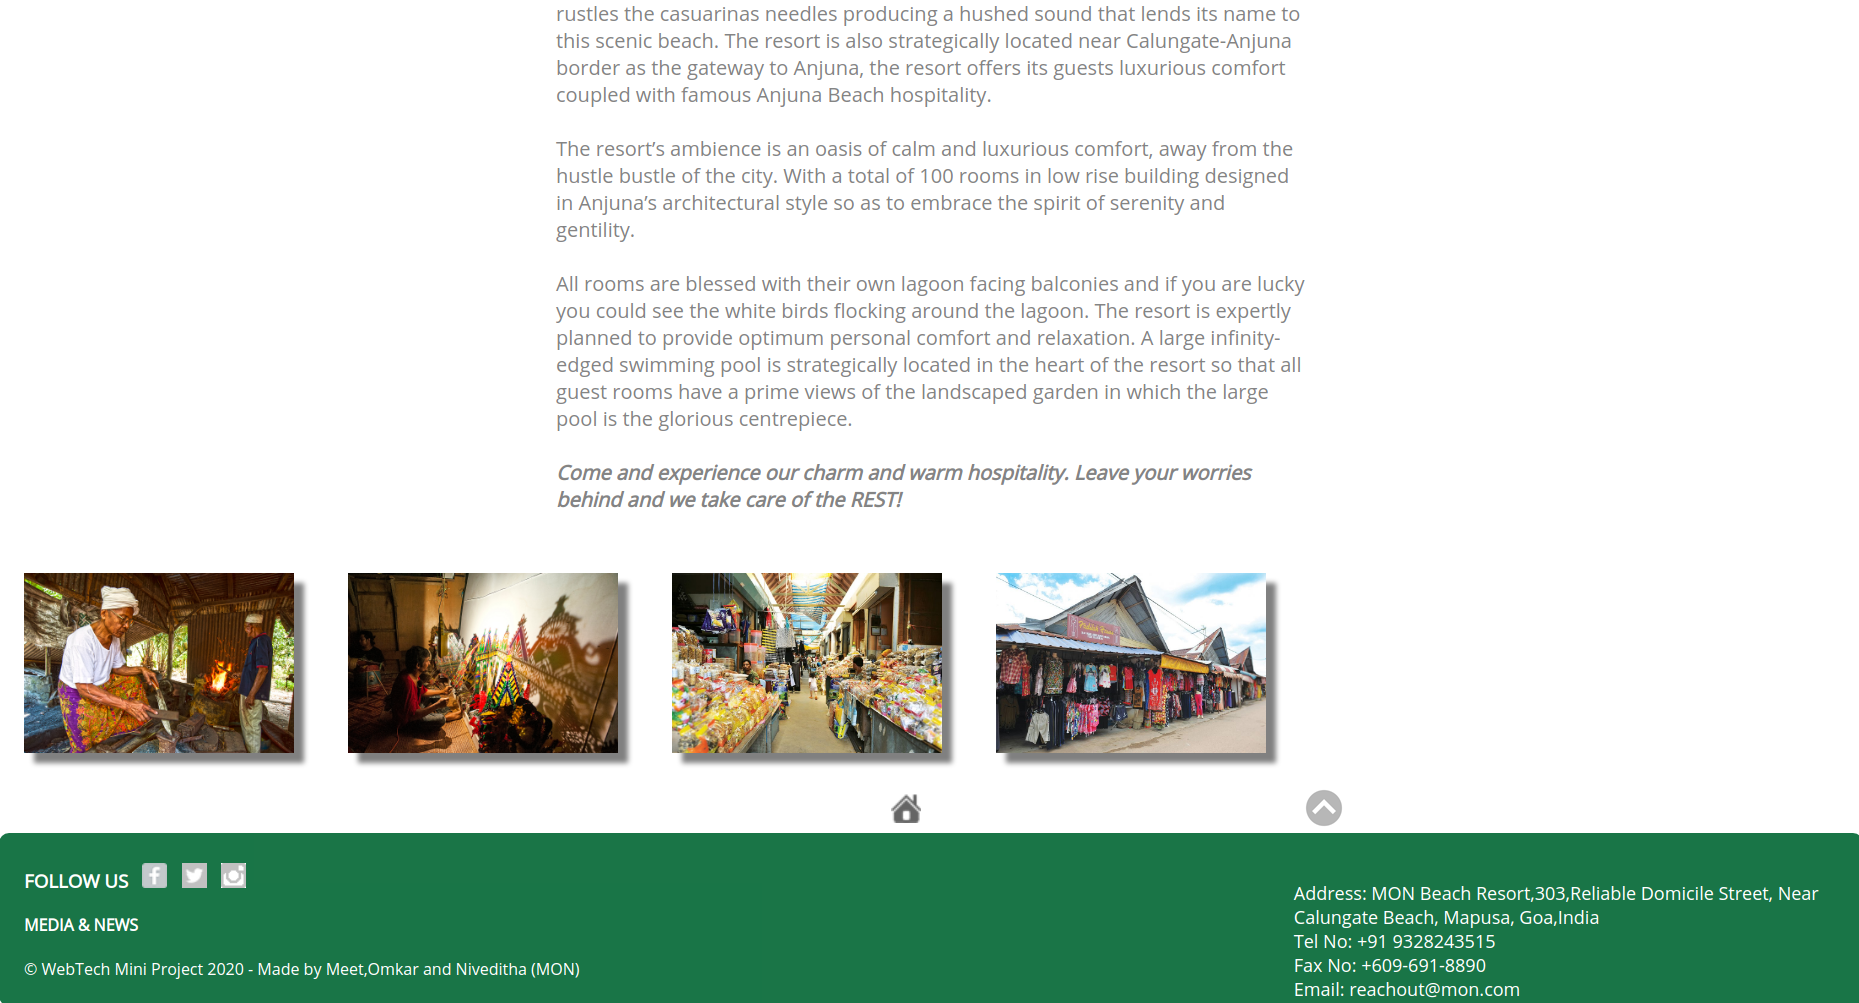 rustles the casuarinas needles producing a hushed sound that lends its name to
this scenic beach. The resort is also strategically located near Calungate-Anjuna
border as the gateway to Anjuna, the resort offers its guests luxurious comfort
coupled with famous Anjuna Beach hospitality.
The resort’s ambience is an oasis of calm and luxurious comfort, away from the
hustle bustle of the city. With a total of 100 rooms in low rise building designed
in Anjuna’s architectural style so as to embrace the spirit of serenity and
gentility.
All rooms are blessed with their own lagoon facing balconies and if you are lucky
you could see the white birds flocking around the lagoon. The resort is expertly
planned to provide optimum personal comfort and relaxation. A large infinity-
edged swimming pool is strategically located in the heart of the resort so that all
guest rooms have a prime views of the landscaped garden in which the large
pool is the glorious centrepiece.
Come and experience our charm and warm hospitality. Leave your worries
behind and we take care of the REST!
FOLLOW US
MEDIA & NEWS
© WebTech Mini Project 2020 - Made by Meet,Omkar and Niveditha (MON)
Address: MON Beach Resort,303,Reliable Domicile Street, Near
Calungate Beach, Mapusa, Goa,India
Tel No: +91 9328243515
Fax No: +609-691-8890
Email: reachout@mon.com